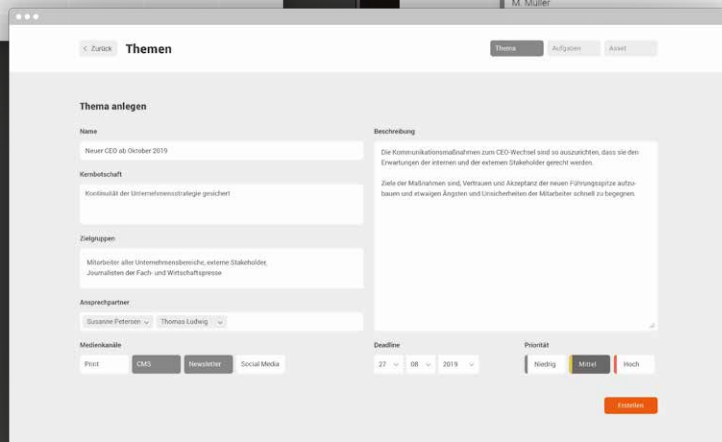 M. Müller
< Zurück Themen
Thema Aufgaben Asset
Thema anlegen
Name
Neuer CEO ab Oktober 2019
Kernbotschaft
Kontinuität der Unternehmensstrategie gesichert
Zielgruppen
Mitarbeiter aller Unternehmensbereiche, externe Stakeholder,
Journalisten der Fach- und Wirtschaftspresse
Ansprechpartner
Susanne Petersen Thomas Ludwig
Medienkanäle
Print CMS Newsletter Social Media
Beschreibung
Die Kommunikationsmaßnahmen zum CEO-Wechsel sind so auszurichten, dass sie den
Erwartungen der internen und der externen Stakeholder gerecht werden.
Ziele der Maßnahmen sind, Vertrauen und Akzeptanz der neuen Führungsspitze aufzu-
bauen und etwaigen Ängsten und Unsicherheiten der Mitarbeiter schnell zu begegnen.
Deadline
27 08 2019
Priorität
Niedrig Mittel Hoch
Erstellen